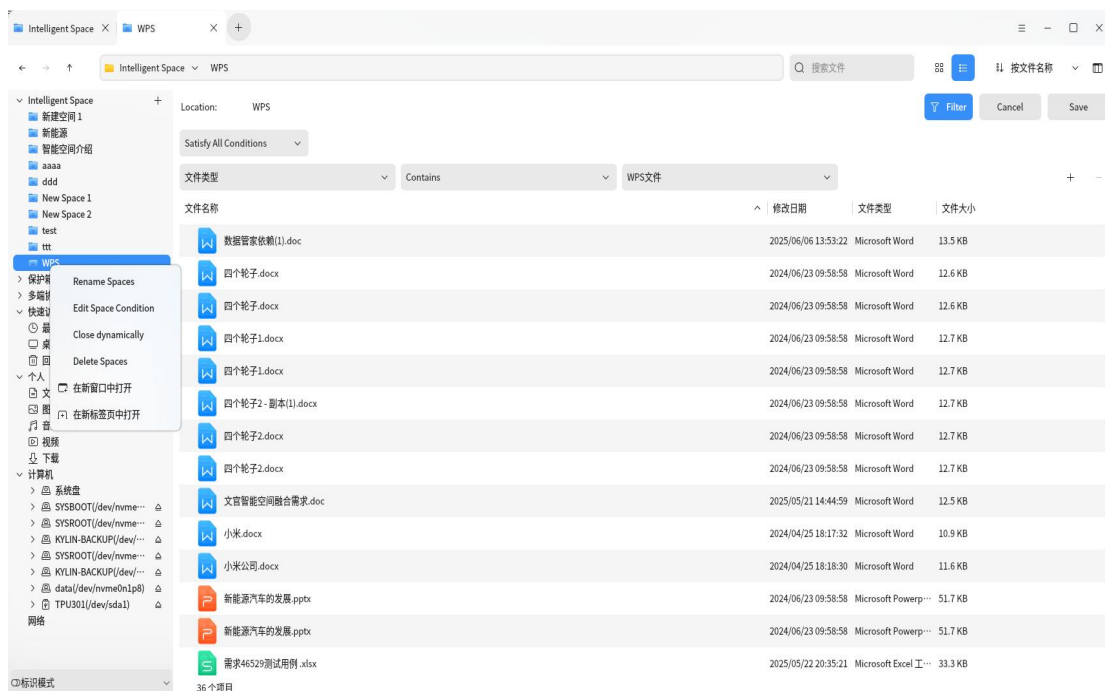 Intelligent Space
WPS
Intelligent Space
WPS
搜索文件
按文件名称
Intelligent Space
新建空间 1
新能源
智能空间介绍
aaaa
ddd
New Space 1
New Space 2
test
ttt
WPS
保护箱
多端协
快速访
最
桌
回
个人
文
图
音
视频
下载
计算机
系统盘
SYSBOOT(/dev/nvme···
SYSROOT(/dev/nvme···
KYLIN-BACKUP(/dev/···
SYSROOT(/dev/nvme···
KYLIN-BACKUP(/dev/···
data(/dev/nvme0n1p8)
TPU301(/dev/sda1)
网络
标识模式
Rename Spaces
Edit Space Condition
Close dynamically
Delete Spaces
在新窗口中打开
在新标签页中打开
Location: WPS
Filter
Cancel
Save
Satisfy All Conditions
文件类型 Contains WPS文件
文件名称 修改日期 文件类型 文件大小
数据管家依赖(1).doc 2025/06/06 13:53:22 Microsoft Word 13.5 KB
四个轮子.docx 2024/06/23 09:58:58 Microsoft Word 12.6 KB
四个轮子.docx 2024/06/23 09:58:58 Microsoft Word 12.6 KB
四个轮子1.docx 2024/06/23 09:58:58 Microsoft Word 12.7 KB
四个轮子1.docx 2024/06/23 09:58:58 Microsoft Word 12.7 KB
四个轮子2 - 副本(1).docx 2024/06/23 09:58:58 Microsoft Word 12.7 KB
四个轮子2.docx 2024/06/23 09:58:58 Microsoft Word 12.7 KB
四个轮子2.docx 2024/06/23 09:58:58 Microsoft Word 12.7 KB
文官智能空间融合需求.doc 2025/05/21 14:44:59 Microsoft Word 12.5 KB
小米.docx 2024/04/25 18:17:32 Microsoft Word 10.9 KB
小米公司.docx 2024/04/25 18:18:30 Microsoft Word 11.6 KB
新能源汽车的发展.pptx 2024/06/23 09:58:58 Microsoft Powerp··· 51.7 KB
新能源汽车的发展.pptx 2024/06/23 09:58:58 Microsoft Powerp··· 51.7 KB
需求46529测试用例 .xlsx 2025/05/22 20:35:21 Microsoft Excel 工··· 33.3 KB
36 个项目